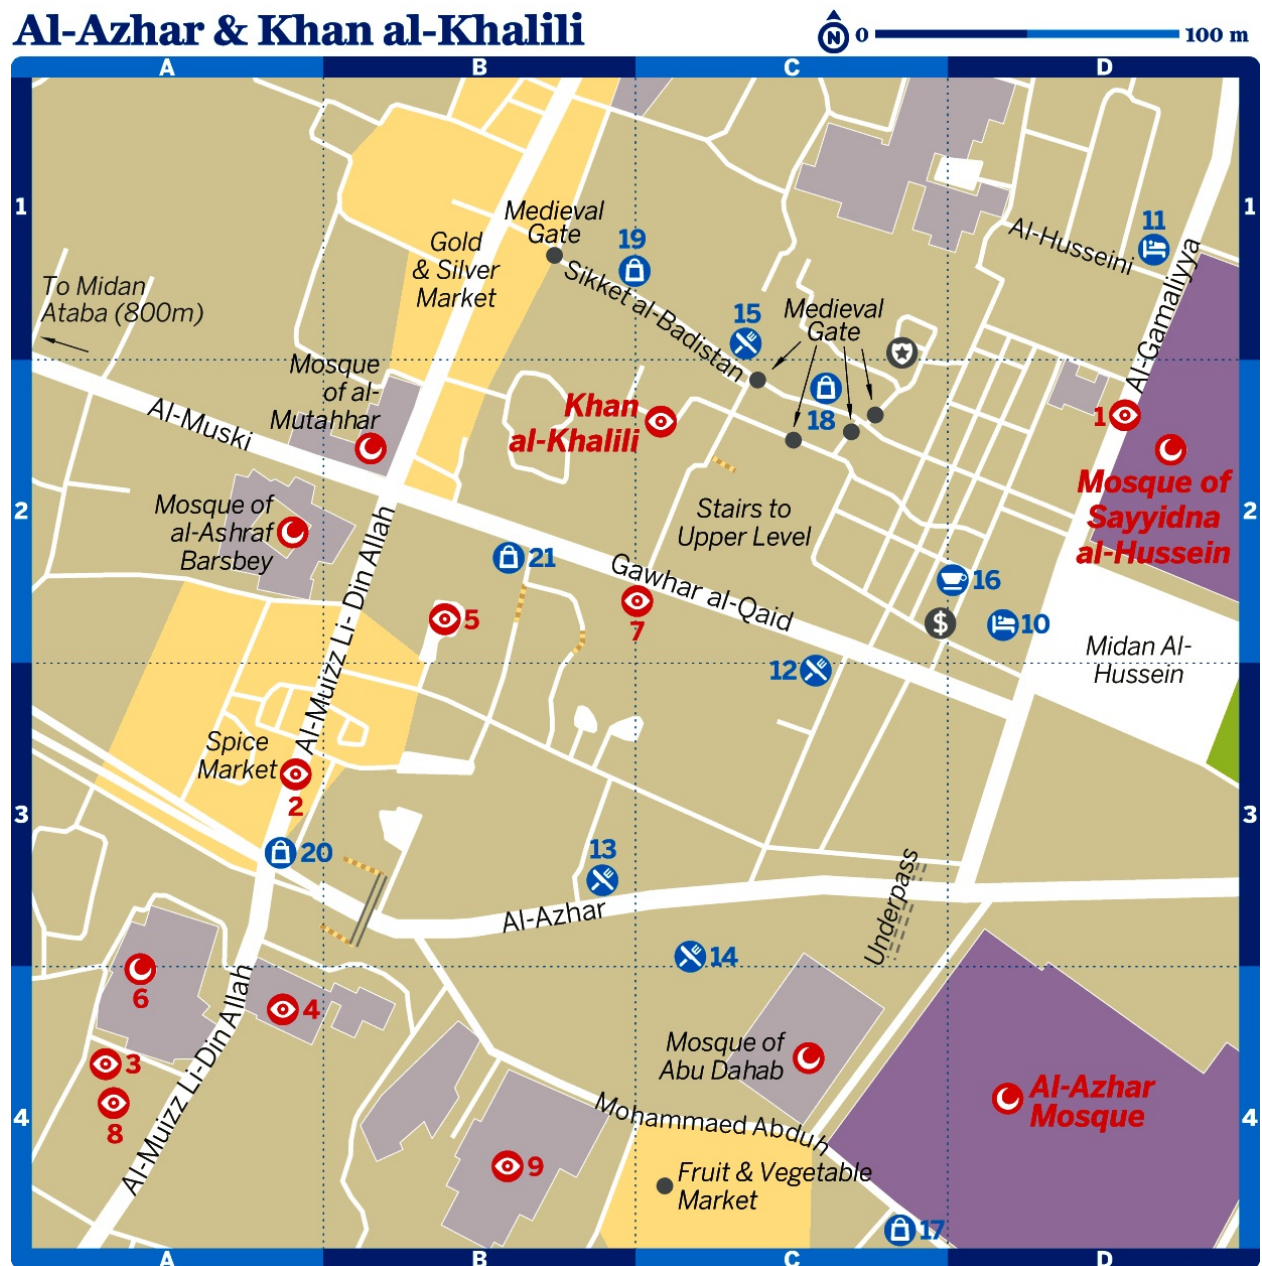 Al-Azhar & Khan al-Khalili
N 0 100 m
A B C D
1
1
Medieval
Gate
19
11
Al-Husseini
Gold
& Silver
Market
Sikket al-Badistan
Al-Gamaliyya
To Midan
Ataba (800m)
15
Medieval
Gate
Mosque
of al-
Mutahhar
Al-Muski
Khan
al-Khalili
18
1
Mosque of
Sayyidna
al-Hussein
2
2
Mosque of
al-Ashraf
Barsbey
Stairs to
Upper Level
Al-Muizz Li- Din Allah
21
Gawhar al-Qaid
16
5
7
$
10
Midan Al-
Hussein
12
Spice
Market
2
3
3
20
13
Al-Azhar
Underpass
14
6
4
Al-Muizz Li-Din Allah
3
8
Mosque of
Abu Dahab
Al-Azhar
Mosque
4
4
Mohammaed Abduh
9
Fruit & Vegetable
Market
17
A B C D